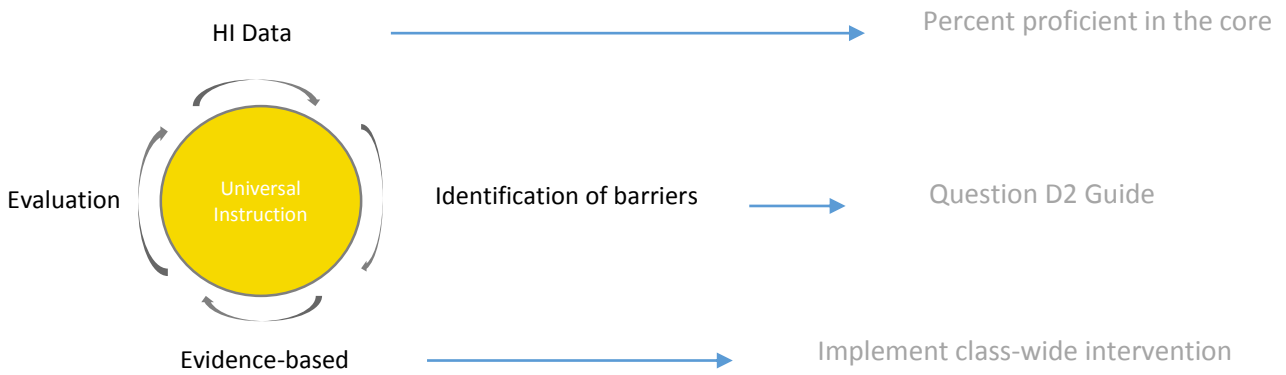 HI Data
Percent proficient in the core
Evaluation
Universal
Instruction
Identification of barriers
Question D2 Guide
Evidence-based
Implement class-wide intervention